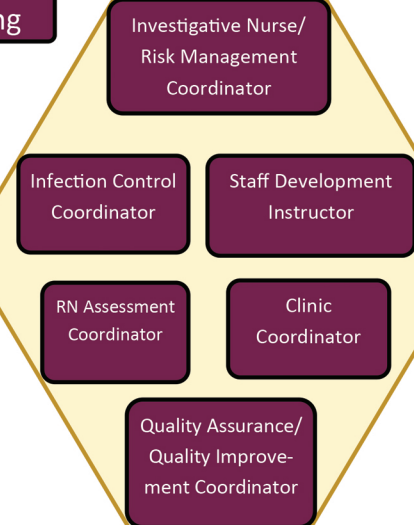 ng
Investigative Nurse/
Risk Management
Coordinator
Infection Control
Coordinator
Staff Development
Instructor
RN Assessment
Coordinator
Clinic
Coordinator
Quality Assurance/
Quality Improve-
ment Coordinator